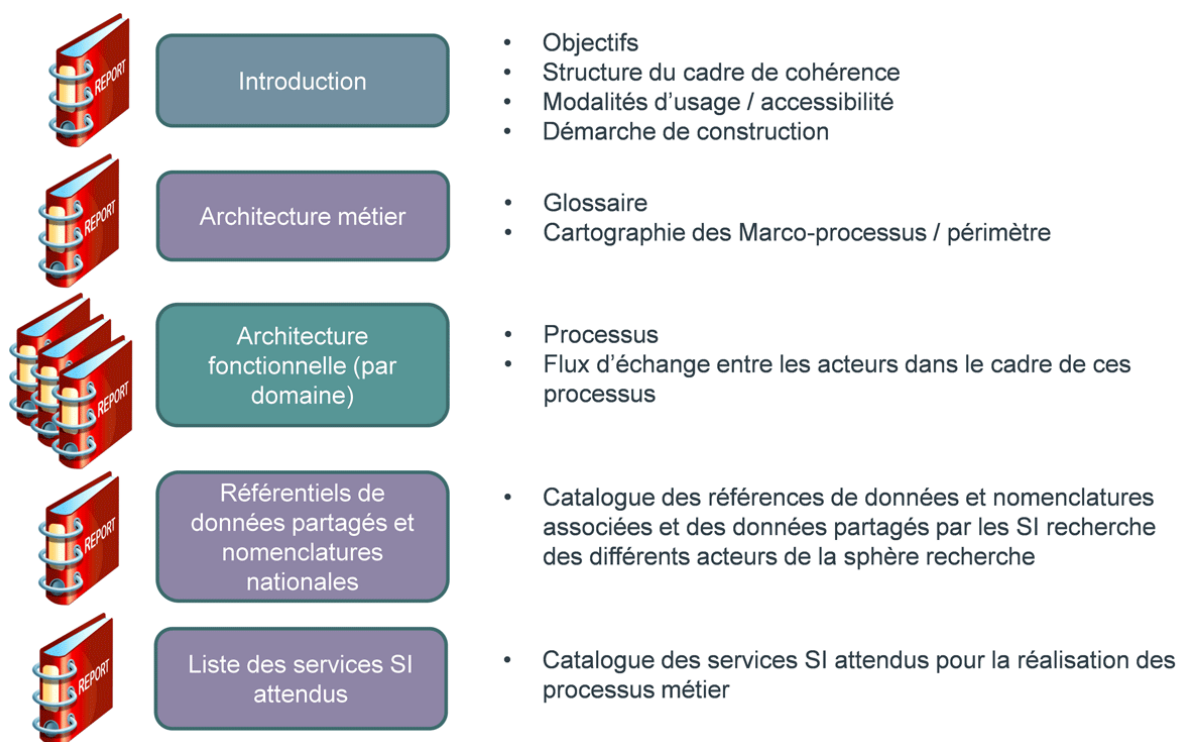 REPORT
Introduction
• Objectifs
• Structure du cadre de cohérence
• Modalités d'usage / accessibilité
• Démarche de construction
REPORT
Architecture métier
• Glossaire
• Cartographie des Marco-processus / périmètre
REPORT
REPORT
REPORT
Architecture
fonctionnelle (par
domaine)
• Processus
• Flux d'échange entre les acteurs dans le cadre de ces
processus
REPORT
Référentiels de
données partagés et
nomenclatures
nationales
• Catalogue des références de données et nomenclatures
associées et des données partagés par les SI recherche
des différents acteurs de la sphère recherche
REPORT
Liste des services SI
attendus
• Catalogue des services SI attendus pour la réalisation des
processus métier